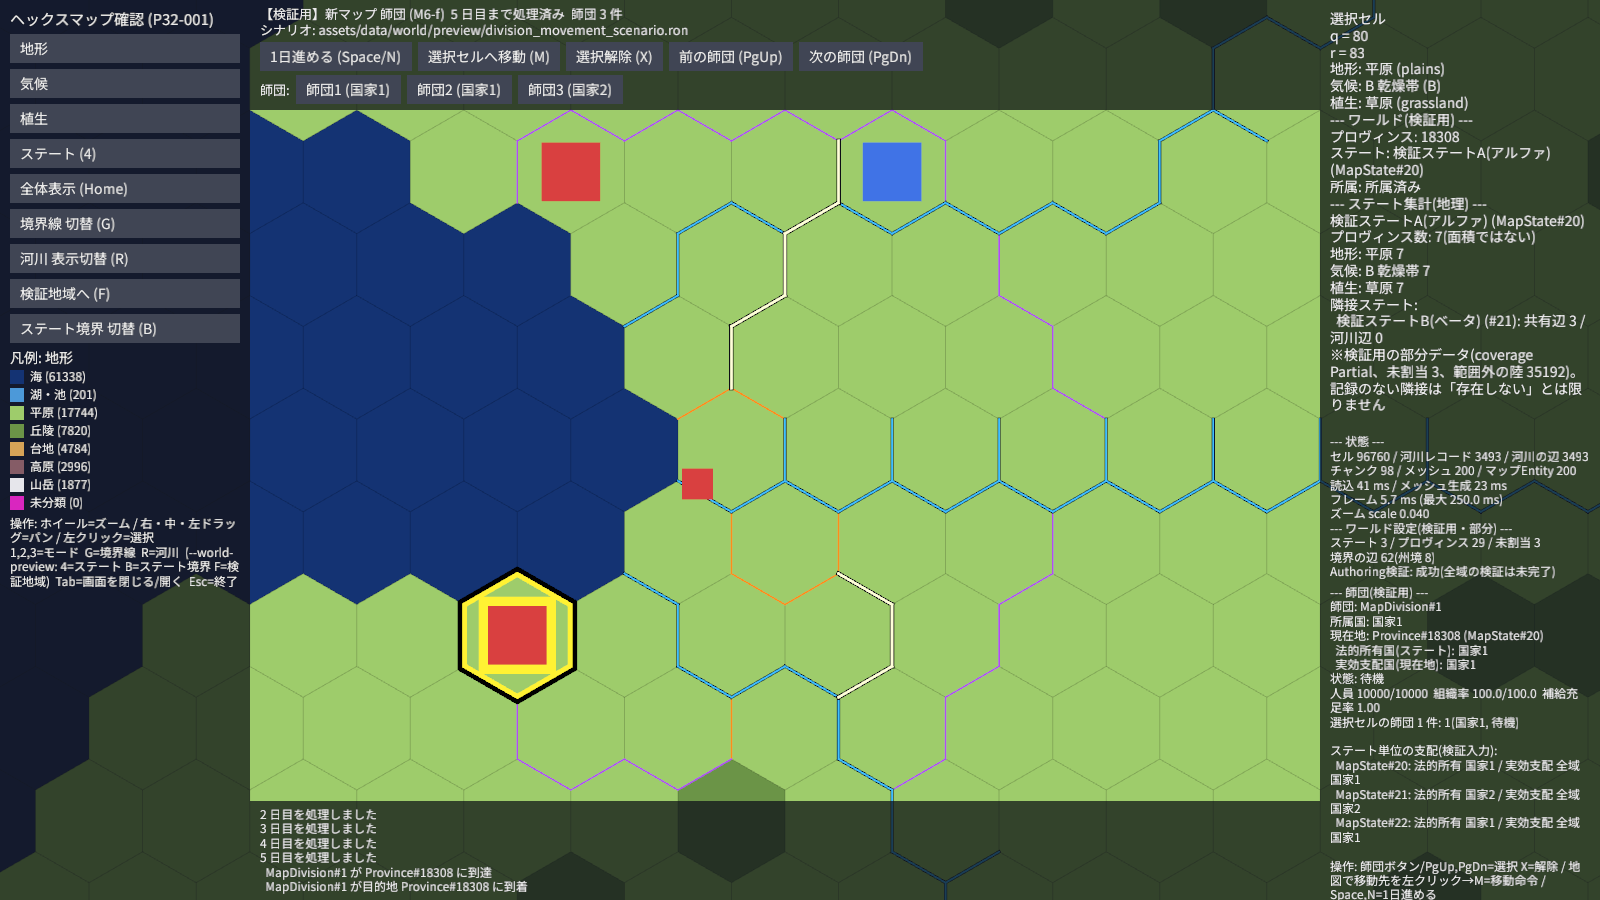 ヘックスマップ確認 (P32-001)
地形
気候
植生
ステート (4)
全体表示 (Home)
境界線 切替 (G)
河川 表示切替 (R)
検証地域へ (F)
ステート境界 切替 (B)
凡例: 地形
海 (61338)
湖・池 (201)
平原 (17744)
丘陵 (7820)
台地 (4784)
高原 (2996)
山岳 (1877)
未分類 (0)
操作: ホイール=ズーム / 右・中・左ドラッ
グ=パン / 左クリック=選択
1,2,3=モード G=境界線 R=河川 (--world-
preview: 4=ステート B=ステート境界 F=検
証地域) Tab=画面を閉じる/開く Esc=終了
【検証用】新マップ 師団 (M6-f) 5 日目まで処理済み 師団 3 件
シナリオ: assets/data/world/preview/division_movement_scenario.ron
1日進める (Space/N)
選択セルへ移動 (M)
選択解除 (X)
前の師団 (PgUp)
次の師団 (PgDn)
師団:
師団1 (国家1)
師団2 (国家1)
師団3 (国家2)
2 日目を処理しました
3 日目を処理しました
4 日目を処理しました
5 日目を処理しました
MapDivision#1 が Province#18308 に到達
MapDivision#1 が目的地 Province#18308 に到着
選択セル
q = 80
r = 83
地形: 平原 (plains)
気候: B 乾燥帯 (B)
植生: 草原 (grassland)
--- ワールド(検証用) ---
プロヴィンス: 18308
ステート: 検証ステートA(アルファ)
(MapState#20)
所属: 所属済み
--- ステート集計(地理) ---
検証ステートA(アルファ) (MapState#20)
プロヴィンス数: 7(面積ではない)
地形: 平原 7
気候: B 乾燥帯 7
植生: 草原 7
隣接ステート:
検証ステートB(ベータ) (#21): 共有辺 3 /
河川辺 0
※検証用の部分データ(coverage
Partial、未割当 3、範囲外の陸 35192)。
記録のない隣接は「存在しない」とは限
りません
--- 状態 ---
セル 96760 / 河川レコード 3493 / 河川の辺 3493
チャンク 98 / メッシュ 200 / マップEntity 200
読込 41 ms / メッシュ生成 23 ms
フレーム 5.7 ms (最大 250.0 ms)
ズーム scale 0.040
--- ワールド設定(検証用・部分) ---
ステート 3 / プロヴィンス 29 / 未割当 3
境界の辺 62(州境 8)
Authoring検証: 成功(全域の検証は未完了)
--- 師団(検証用) ---
師団: MapDivision#1
所属国: 国家1
現在地: Province#18308 (MapState#20)
法的所有国(ステート): 国家1
実効支配国(現在地): 国家1
状態: 待機
人員 10000/10000 組織率 100.0/100.0 補給充
足率 1.00
選択セルの師団 1 件: 1(国家1, 待機)
ステート単位の支配(検証入力):
MapState#20: 法的所有 国家1 / 実効支配 全域
国家1
MapState#21: 法的所有 国家2 / 実効支配 全域
国家2
MapState#22: 法的所有 国家1 / 実効支配 全域
国家1
操作: 師団ボタン/PgUp,PgDn=選択 X=解除 / 地
図で移動先を左クリック→M=移動命令 /
Space,N=1日進める